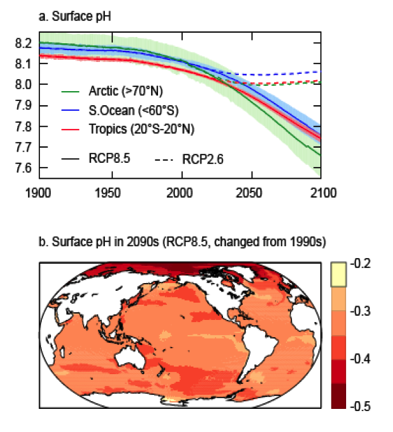 a. Surface pH
8.2
8.1
8.0
7.9
7.8
7.7
7.6
Arctic (>70°N)
S.Ocean (<60°S)
Tropics (20°S-20°N)
RCP8.5 RCP2.6
1900 1950 2000 2050 2100
b. Surface pH in 2090s (RCP8.5, changed from 1990s)
-0.2
-0.3
-0.4
-0.5